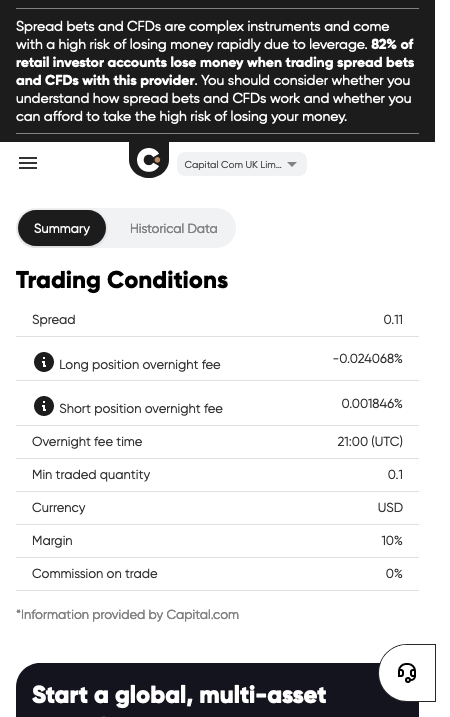 Spread bets and CFDs are complex instruments and come
with a high risk of losing money rapidly due to leverage. 82% of
retail investor accounts lose money when trading spread bets
and CFDs with this provider. You should consider whether you
understand how spread bets and CFDs work and whether you
can afford to take the high risk of losing your money.
Capital Com UK Lim...
Summary
Historical Data
Trading Conditions
Spread 0.11
Long position overnight fee -0.024068%
Short position overnight fee 0.001846%
Overnight fee time 21:00 (UTC)
Min traded quantity 0.1
Currency USD
Margin 10%
Commission on trade 0%
*Information provided by Capital.com
Start a global, multi-asset